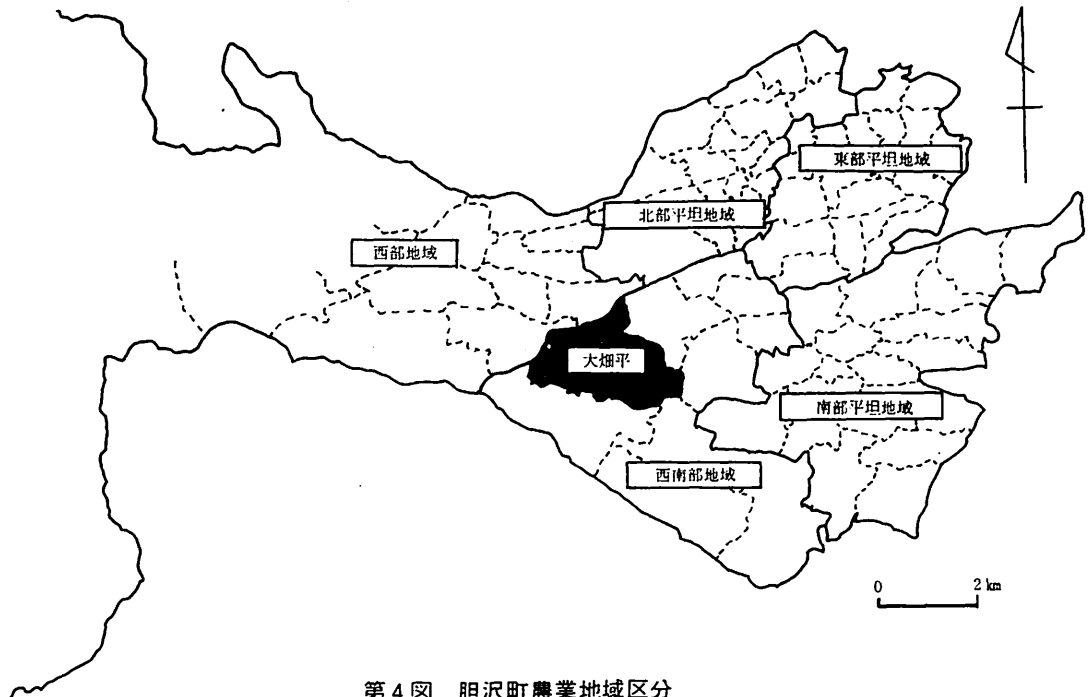 東部平坦地域
北部平坦地域
西部地域
大畑平
南部平坦地域
西南部地域
0 2 km
第4図 胆沢町農業地域区分